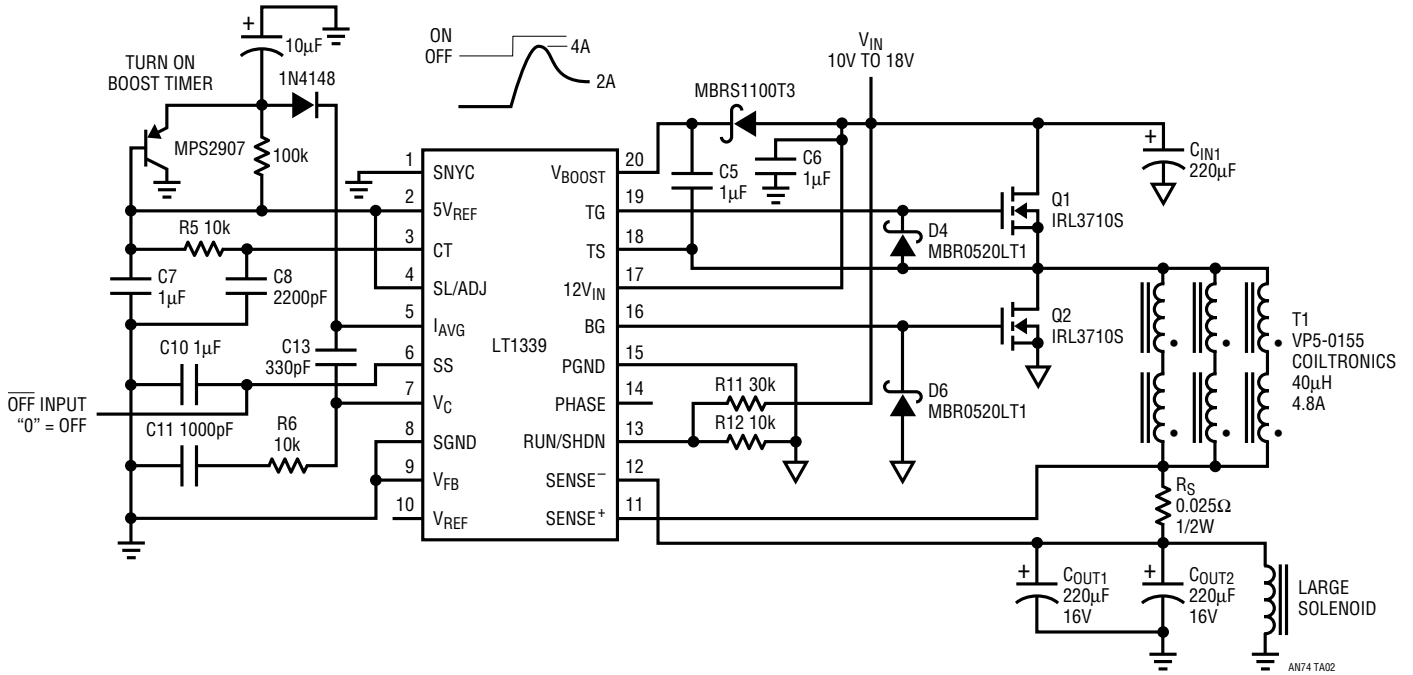 +
10µF
TURN ON
BOOST TIMER
1N4148
MPS2907
100k
ON
OFF
4A
2A
V_IN
10V TO 18V
MBRS1100T3
C5
1µF
C6
1µF
+
C_IN1
220µF
Q1
IRL3710S
D4
MBR0520LT1
Q2
IRL3710S
D6
MBR0520LT1
T1
VP5-0155
COILTRONICS
40µH
4.8A
R5 10k
C7
1µF
C8
2200pF
C10 1µF
C13
330pF
OFF INPUT
“0” = OFF
C11 1000pF
R6
10k
LT1339
1 SNYC
2 5V_REF
3 CT
4 SL/ADJ
5 I_AVG
6 SS
7 V_C
8 SGND
9 V_FB
10 V_REF
20 V_BOOST
19 TG
18 TS
17 12V_IN
16 BG
15 PGND
14 PHASE
13 RUN/SHDN
12 SENSE–
11 SENSE+
R11 30k
R12 10k
R_S
0.025Ω
1/2W
+
C_OUT1
220µF
16V
+
C_OUT2
220µF
16V
LARGE
SOLENOID
AN74 TA02